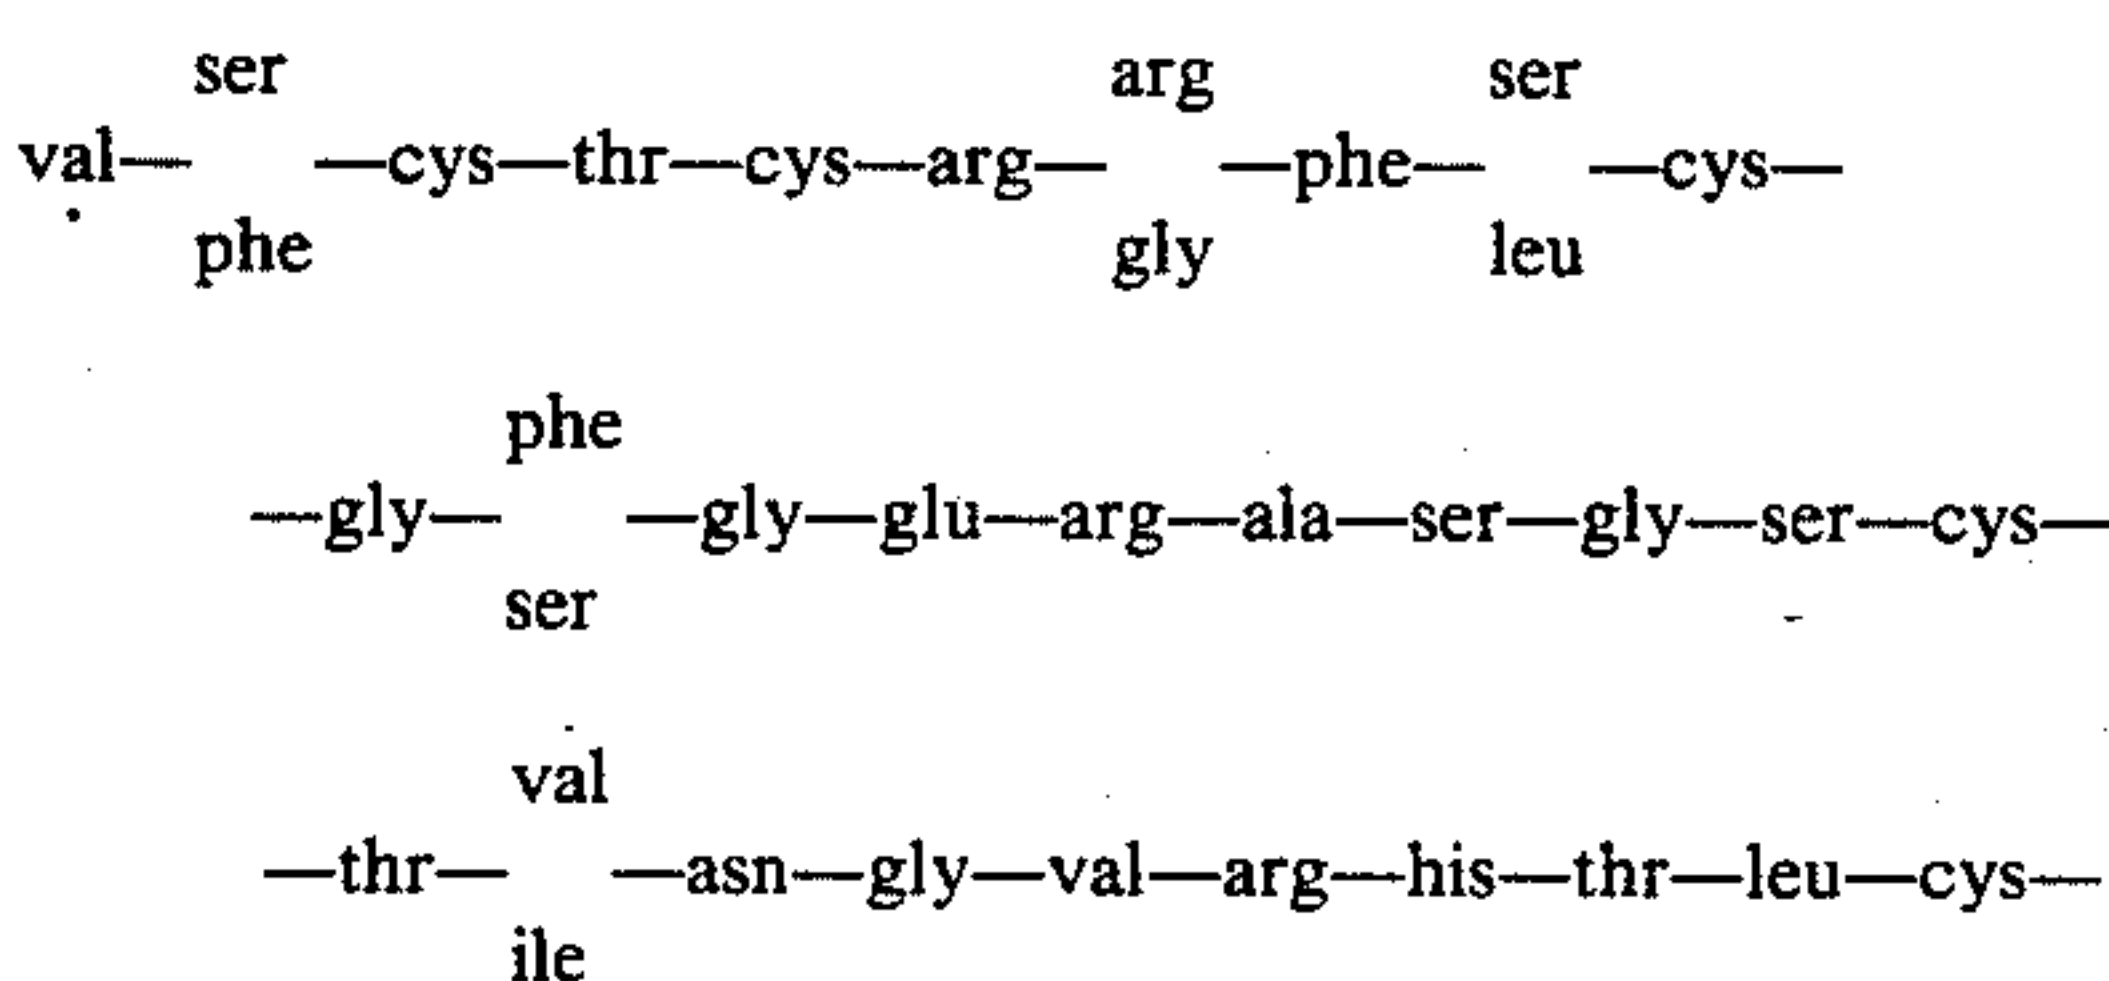 ser arg ser
val— —cys—thr—cys—arg— —phe— —cys—
phe gly leu
phe
—gly— —gly—glu—arg—ala—ser—gly—ser—cys—
ser
val
—thr— —asn—gly—val—arg—his—thr—leu—cys—
ile